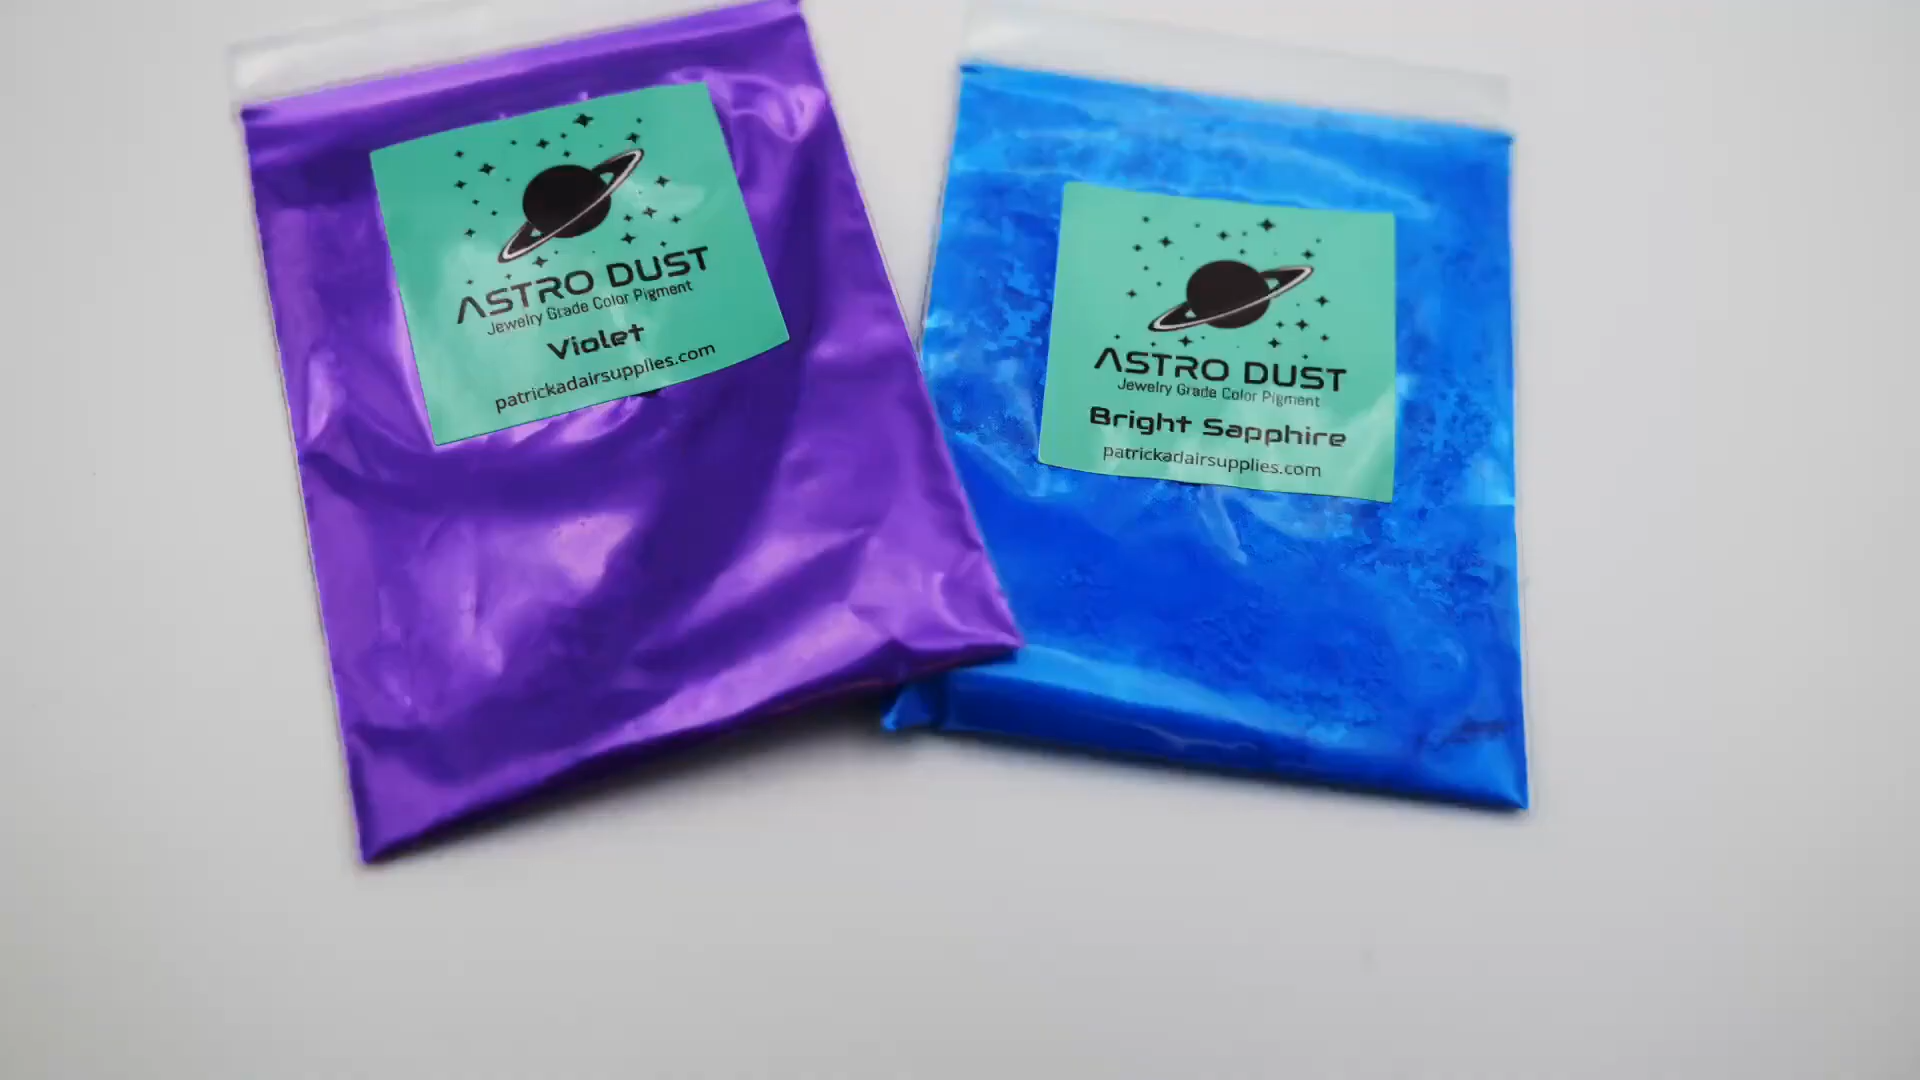 ASTRO DUST
Jewelry Grade Color Pigment
Violet
patrickadairsupplies.com
ASTRO DUST
Jewelry Grade Color Pigment
Bright Sapphire
patrickadairsupplies.com